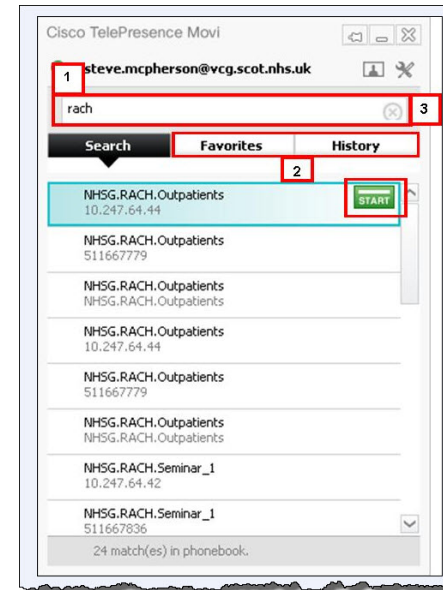 Cisco TelePresence Movi
1
steve.mcpherson@vcg.scot.nhs.uk
rach
3
Search
Favorites
History
2
NHSG.RACH.Outpatients
START
10.247.64.44
NHSG.RACH.Outpatients
511667779
NHSG.RACH.Outpatients
NHSG.RACH.Outpatients
NHSG.RACH.Outpatients
10.247.64.44
NHSG.RACH.Outpatients
511667779
NHSG.RACH.Outpatients
NHSG.RACH.Outpatients
NHSG.RACH.Seminar_1
10.247.64.42
NHSG.RACH.Seminar_1
511667836
24 match(es) in phonebook.